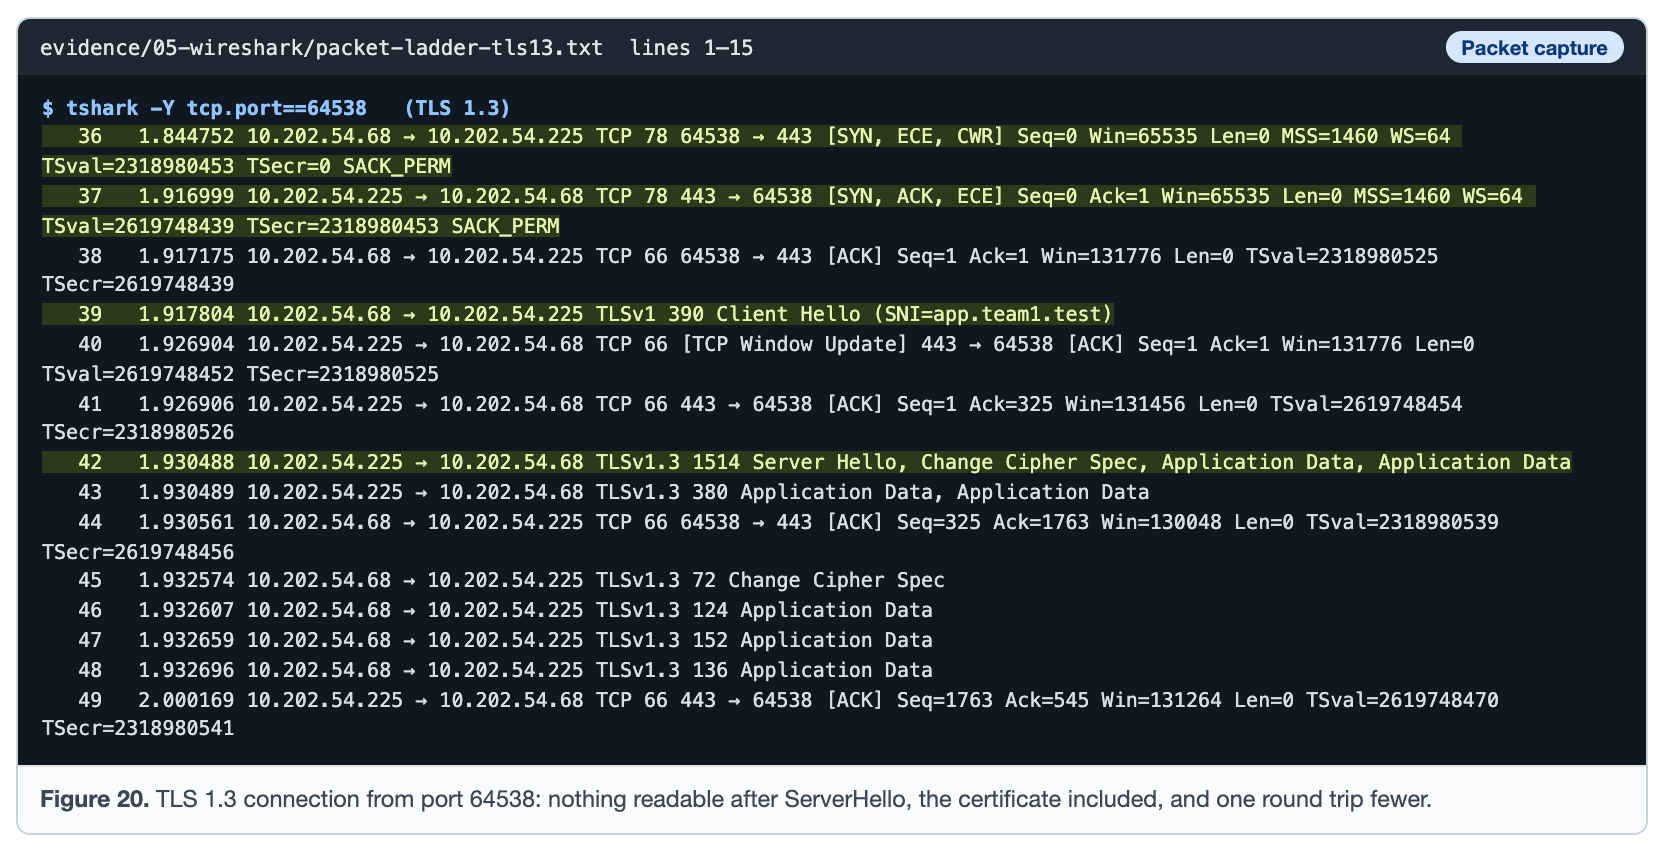 evidence/05-wireshark/packet-ladder-tls13.txt  lines 1–15
Packet capture
$ tshark -Y tcp.port==64538   (TLS 1.3)
   36   1.844752 10.202.54.68 → 10.202.54.225 TCP 78 64538 → 443 [SYN, ECE, CWR] Seq=0 Win=65535 Len=0 MSS=1460 WS=64
TSval=2318980453 TSecr=0 SACK_PERM
   37   1.916999 10.202.54.225 → 10.202.54.68 TCP 78 443 → 64538 [SYN, ACK, ECE] Seq=0 Ack=1 Win=65535 Len=0 MSS=1460 WS=64
TSval=2619748439 TSecr=2318980453 SACK_PERM
   38   1.917175 10.202.54.68 → 10.202.54.225 TCP 66 64538 → 443 [ACK] Seq=1 Ack=1 Win=131776 Len=0 TSval=2318980525
TSecr=2619748439
   39   1.917804 10.202.54.68 → 10.202.54.225 TLSv1 390 Client Hello (SNI=app.team1.test)
   40   1.926904 10.202.54.225 → 10.202.54.68 TCP 66 [TCP Window Update] 443 → 64538 [ACK] Seq=1 Ack=1 Win=131776 Len=0
TSval=2619748452 TSecr=2318980525
   41   1.926906 10.202.54.225 → 10.202.54.68 TCP 66 443 → 64538 [ACK] Seq=1 Ack=325 Win=131456 Len=0 TSval=2619748454
TSecr=2318980526
   42   1.930488 10.202.54.225 → 10.202.54.68 TLSv1.3 1514 Server Hello, Change Cipher Spec, Application Data, Application Data
   43   1.930489 10.202.54.225 → 10.202.54.68 TLSv1.3 380 Application Data, Application Data
   44   1.930561 10.202.54.68 → 10.202.54.225 TCP 66 64538 → 443 [ACK] Seq=325 Ack=1763 Win=130048 Len=0 TSval=2318980539
TSecr=2619748456
   45   1.932574 10.202.54.68 → 10.202.54.225 TLSv1.3 72 Change Cipher Spec
   46   1.932607 10.202.54.68 → 10.202.54.225 TLSv1.3 124 Application Data
   47   1.932659 10.202.54.68 → 10.202.54.225 TLSv1.3 152 Application Data
   48   1.932696 10.202.54.68 → 10.202.54.225 TLSv1.3 136 Application Data
   49   2.000169 10.202.54.225 → 10.202.54.68 TCP 66 443 → 64538 [ACK] Seq=1763 Ack=545 Win=131264 Len=0 TSval=2619748470
TSecr=2318980541
Figure 20. TLS 1.3 connection from port 64538: nothing readable after ServerHello, the certificate included, and one round trip fewer.